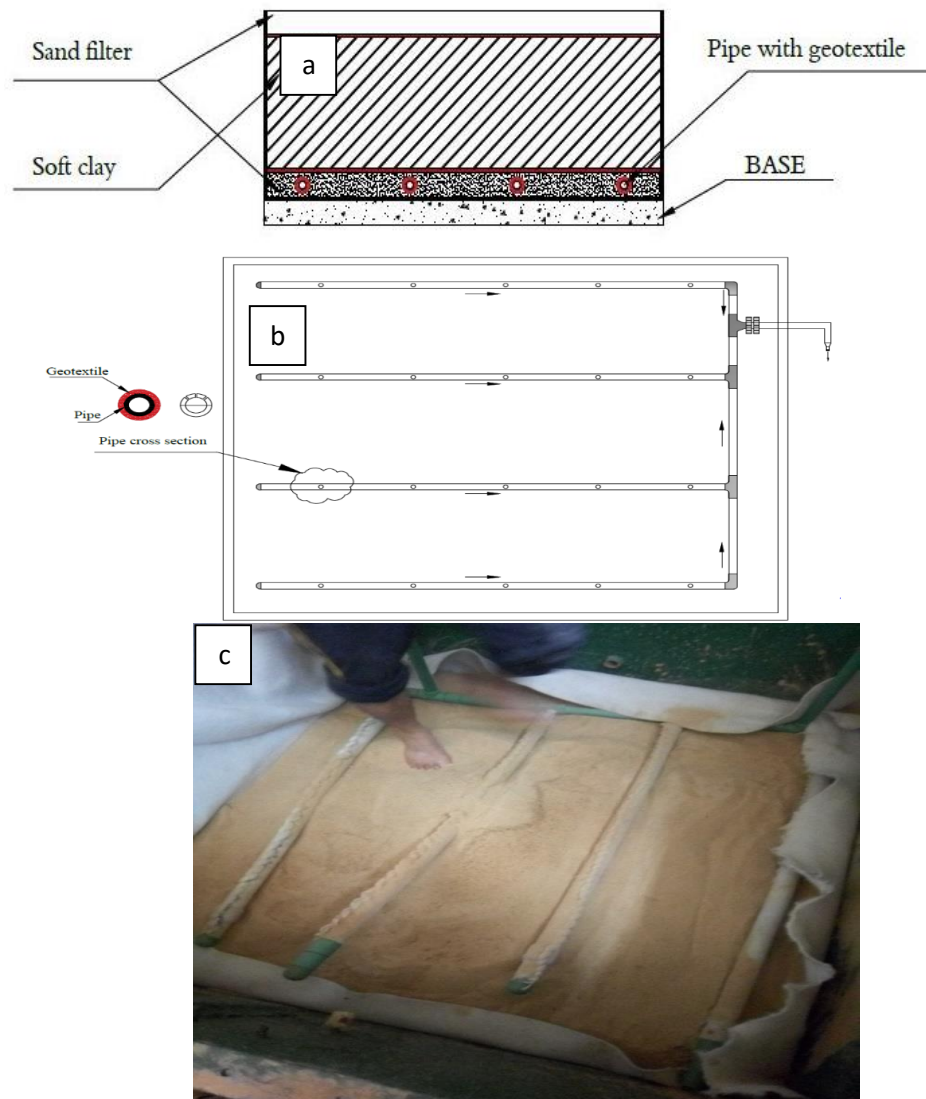 Sand filter
a
Pipe with geotextile
Soft clay
BASE
b
Geotextile
Pipe
Pipe cross section
c